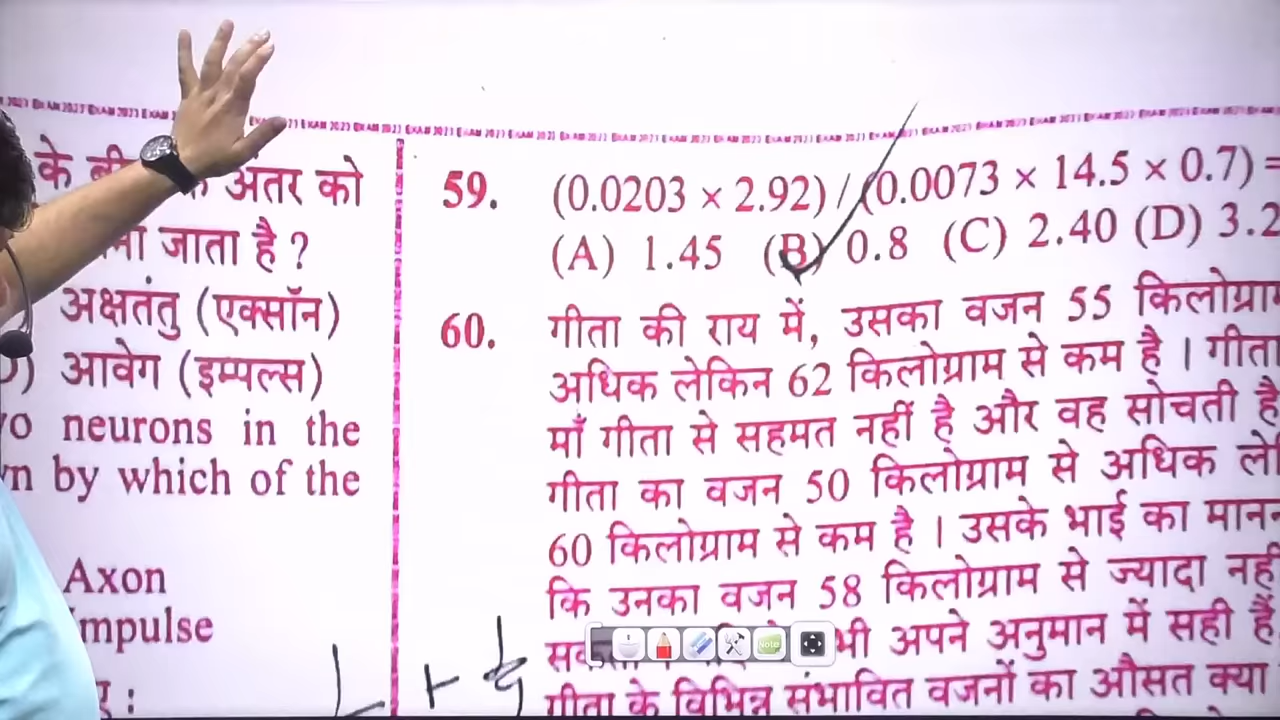 के अंतर को
जाता है ?
अक्षतंतु (एक्सॉन)
आवेग (इम्पल्स)
neurons in the
by which of the
Axon
59. (0.0203 × 2.92) / (0.0073 × 14.5 × 0.7) =
(A) 1.45 (B) 0.8 (C) 2.40 (D) 3.2
60. गीता की राय में, उसका वजन 55
अधिक लेकिन 62 किलोग्राम से कम है । गीता
माँ गीता से सहमत नहीं है और वह सोचती है
गीता का वजन 50 किलोग्राम से अधिक
60 किलोग्राम से कम है । उसके भाई का
कि उनका वजन 58 किलोग्राम से ज्यादा
भी अपने अनुमान में सही हैं
गीता के विभिन्न संभावित वजनों का औसत क्या